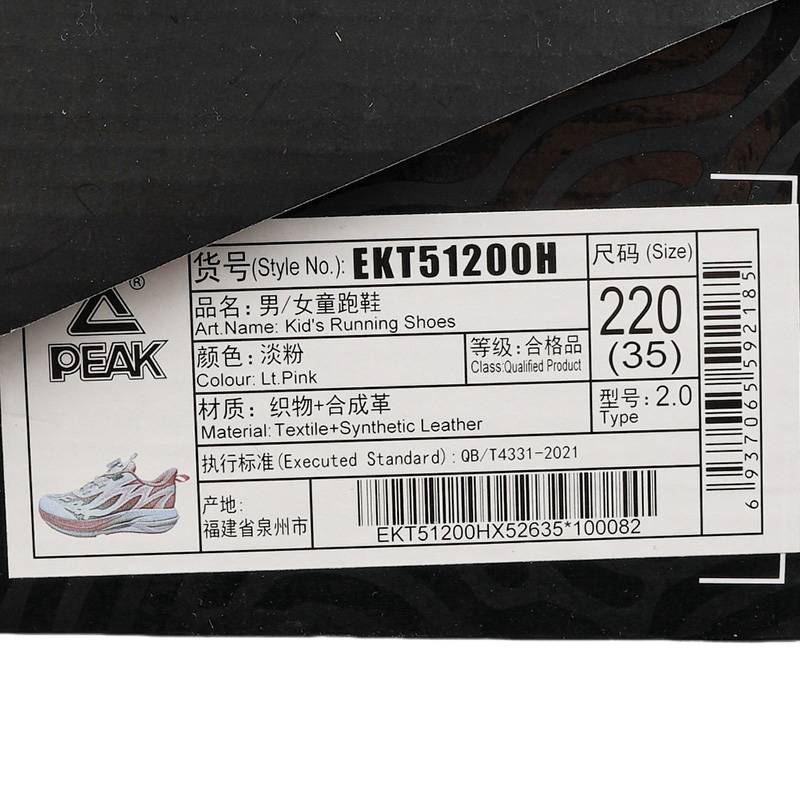 货号(Style No.): EKT51200H
尺码 (Size)
220
(35)
品名: 男/女童跑鞋
Art.Name: Kid's Running Shoes
颜色: 淡粉
Colour: Lt.Pink
等级: 合格品
Class:Qualified Product
材质: 织物+合成革
Material: Textile+Synthetic Leather
型号: 2.0
Type
执行标准(Executed Standard): QB/T4331-2021
产地:
福建省泉州市
EKT51200HX52635*100082
®
PEAK
6 937065 592185